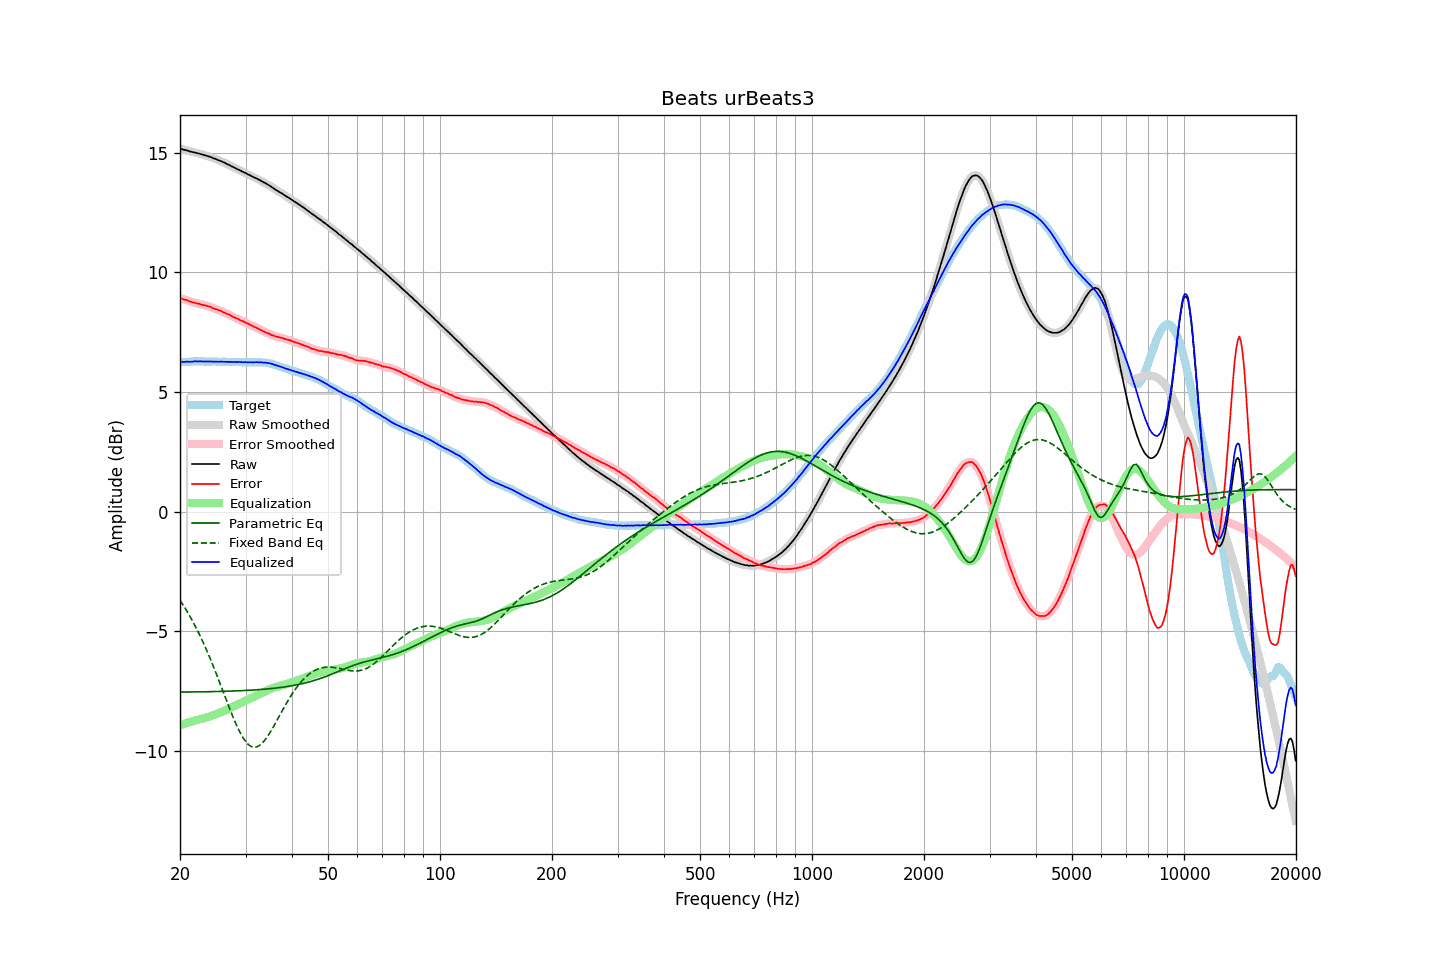 Beats urBeats3
Amplitude (dBr)
15
10
5
0
−5
−10
Target
Raw Smoothed
Error Smoothed
Raw
Error
Equalization
Parametric Eq
Fixed Band Eq
Equalized
20
50
100
200
500
1000
2000
5000
10000
20000
Frequency (Hz)